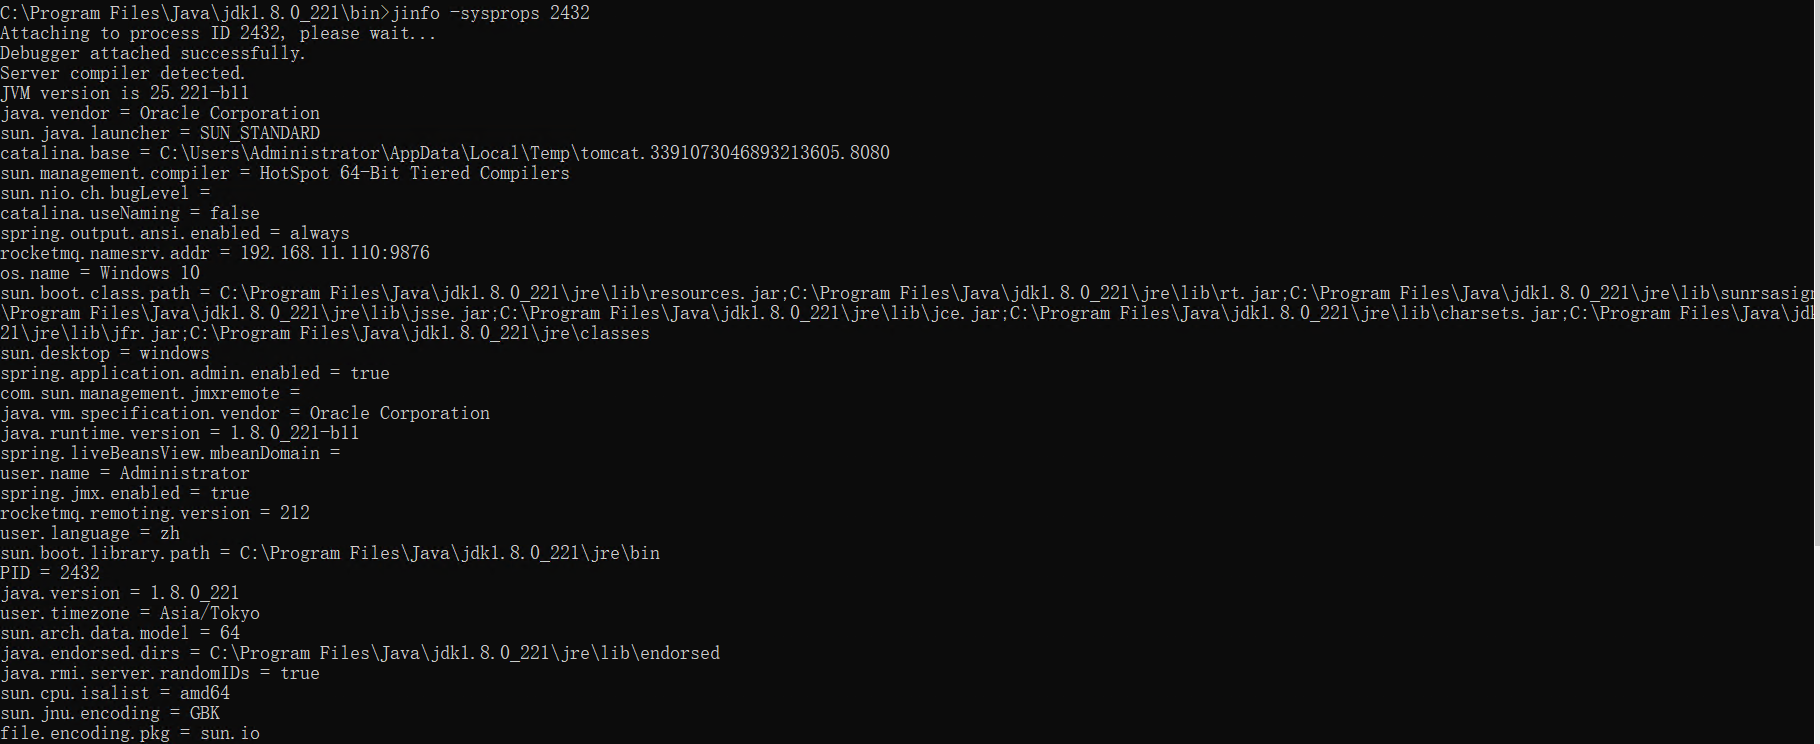 C:\Program Files\Java\jdk1.8.0_221\bin>jinfo -sysprops 2432
Attaching to process ID 2432, please wait...
Debugger attached successfully.
Server compiler detected.
JVM version is 25.221-b11
java.vendor = Oracle Corporation
sun.java.launcher = SUN_STANDARD
catalina.base = C:\Users\Administrator\AppData\Local\Temp\tomcat.3391073046893213605.8080
sun.management.compiler = HotSpot 64-Bit Tiered Compilers
sun.nio.ch.bugLevel =
catalina.useNaming = false
spring.output.ansi.enabled = always
rocketmq.namesrv.addr = 192.168.11.110:9876
os.name = Windows 10
sun.boot.class.path = C:\Program Files\Java\jdk1.8.0_221\jre\lib\resources.jar;C:\Program Files\Java\jdk1.8.0_221\jre\lib\rt.jar;C:\Program Files\Java\jdk1.8.0_221\jre\lib\sunrsasign
\Program Files\Java\jdk1.8.0_221\jre\lib\jsse.jar;C:\Program Files\Java\jdk1.8.0_221\jre\lib\jce.jar;C:\Program Files\Java\jdk1.8.0_221\jre\lib\charsets.jar;C:\Program Files\Java\jdk
21\jre\lib\jfr.jar;C:\Program Files\Java\jdk1.8.0_221\jre\classes
sun.desktop = windows
spring.application.admin.enabled = true
com.sun.management.jmxremote =
java.vm.specification.vendor = Oracle Corporation
java.runtime.version = 1.8.0_221-b11
spring.liveBeansView.mbeanDomain =
user.name = Administrator
spring.jmx.enabled = true
rocketmq.remoting.version = 212
user.language = zh
sun.boot.library.path = C:\Program Files\Java\jdk1.8.0_221\jre\bin
PID = 2432
java.version = 1.8.0_221
user.timezone = Asia/Tokyo
sun.arch.data.model = 64
java.endorsed.dirs = C:\Program Files\Java\jdk1.8.0_221\jre\lib\endorsed
java.rmi.server.randomIDs = true
sun.cpu.isalist = amd64
sun.jnu.encoding = GBK
file.encoding.pkg = sun.io